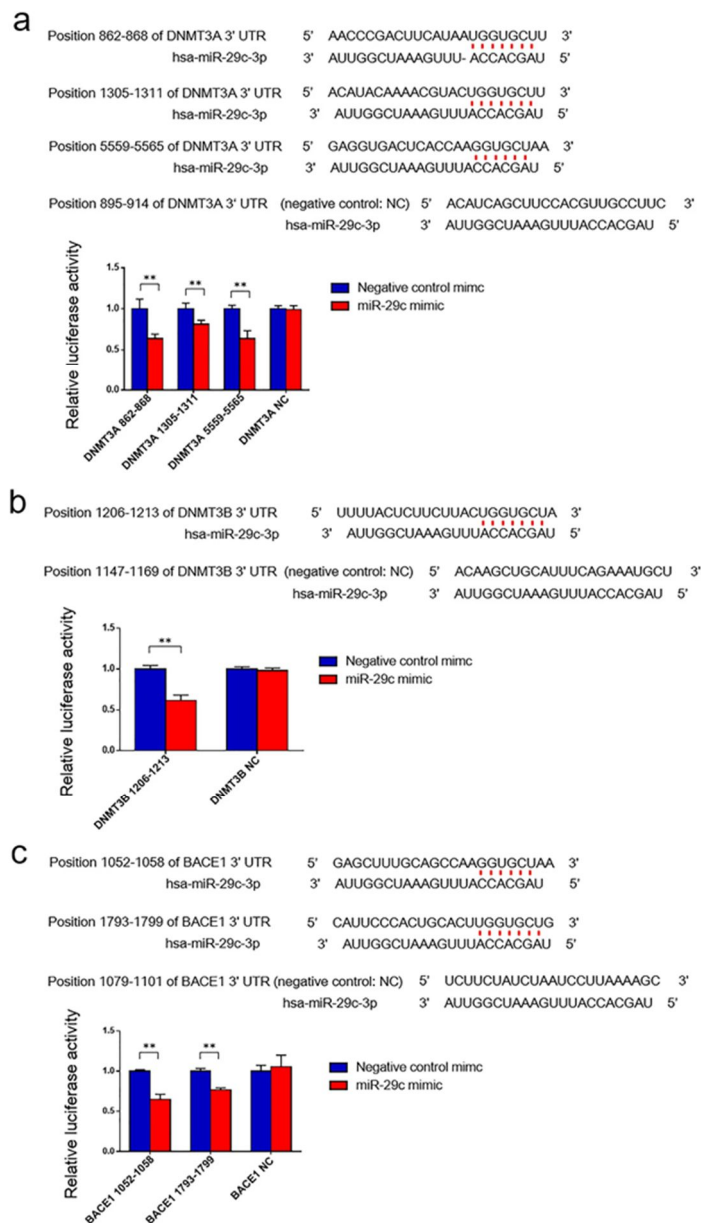 a
Position 862-868 of DNMT3A 3' UTR 5' AACCCGACUUCAUAAUGGUGCUU 3'
hsa-miR-29c-3p 3' AUUGGCUAAAGUUU- ACCACGAU 5'
Position 1305-1311 of DNMT3A 3' UTR 5' ACAUACAAAACGUACUGGUGCUU 3'
hsa-miR-29c-3p 3' AUUGGCUAAAGUUUACCACGAU 5'
Position 5559-5565 of DNMT3A 3' UTR 5' GAGGUGACUCACCAAGGUGCUAA 3'
hsa-miR-29c-3p 3' AUUGGCUAAAGUUUACCACGAU 5'
Position 895-914 of DNMT3A 3' UTR (negative control: NC) 5' ACAUCAGCUUCCACGUUGCCUUC 3'
hsa-miR-29c-3p 3' AUUGGCUAAAGUUUACCACGAU 5'
Relative luciferase activity
1.5
1.0
0.5
0.0
** ** **
DNMT3A 862-868
DNMT3A 1305-1311
DNMT3A 5559-5565
DNMT3A NC
Negative control mimc
miR-29c mimic
b
Position 1206-1213 of DNMT3B 3' UTR 5' UUUUACUCUUCUUACUGGUGCUA 3'
hsa-miR-29c-3p 3' AUUGGCUAAAGUUUACCACGAU 5'
Position 1147-1169 of DNMT3B 3' UTR (negative control: NC) 5' ACAAGCUGCAUUUCAGAAAUGCU 3'
hsa-miR-29c-3p 3' AUUGGCUAAAGUUUACCACGAU 5'
Relative luciferase activity
1.5
1.0
0.5
0.0
**
DNMT3B 1206-1213
DNMT3B NC
Negative control mimc
miR-29c mimic
c
Position 1052-1058 of BACE1 3' UTR 5' GAGCUUUGCAGCCAAGGUGCUAA 3'
hsa-miR-29c-3p 3' AUUGGCUAAAGUUUACCACGAU 5'
Position 1793-1799 of BACE1 3' UTR 5' CAUUCCCACUGCACUUGGUGCUG 3'
hsa-miR-29c-3p 3' AUUGGCUAAAGUUUACCACGAU 5'
Position 1079-1101 of BACE1 3' UTR (negative control: NC) 5' UCUUCUAUCUAAUCCUUAAAAGC 3'
hsa-miR-29c-3p 3' AUUGGCUAAAGUUUACCACGAU 5'
Relative luciferase activity
1.5
1.0
0.5
0.0
** **
BACE1 1052-1058
BACE1 1793-1799
BACE1 NC
Negative control mimc
miR-29c mimic